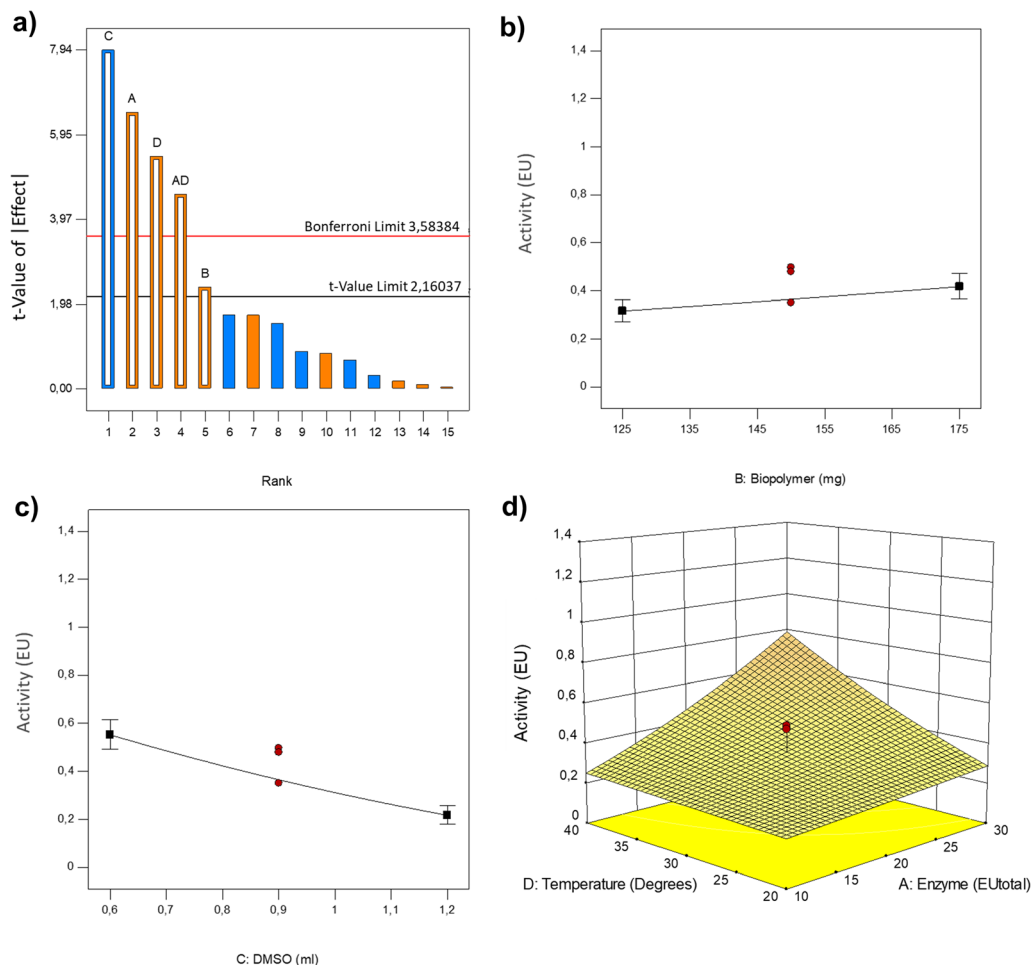 a)
t-Value of |Effect|
7,94
5,95
3,97
1,98
0,00
C
A
D
AD
B
Bonferroni Limit 3,58384
t-Value Limit 2,16037
1 2 3 4 5 6 7 8 9 10 11 12 13 14 15
Rank
b)
Activity (EU)
1,4
1,2
1
0,8
0,6
0,4
0,2
0
125 135 145 155 165 175
B: Biopolymer (mg)
c)
Activity (EU)
1,4
1,2
1
0,8
0,6
0,4
0,2
0
0,6 0,7 0,8 0,9 1 1,1 1,2
C: DMSO (ml)
d)
Activity (EU)
1,4
1,2
1
0,8
0,6
0,4
0,2
0
40 35 30 25 20
D: Temperature (Degrees)
10 15 20 25 30
A: Enzyme (EUtotal)